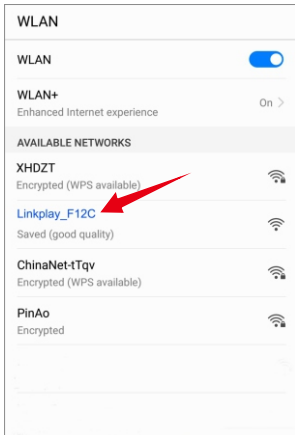 WLAN
WLAN
WLAN+
Enhanced Internet experience
On
AVAILABLE NETWORKS
XHDZT
Encrypted (WPS available)
Linkplay_F12C
Saved (good quality)
ChinaNet-tTqv
Encrypted (WPS available)
PinAo
Encrypted